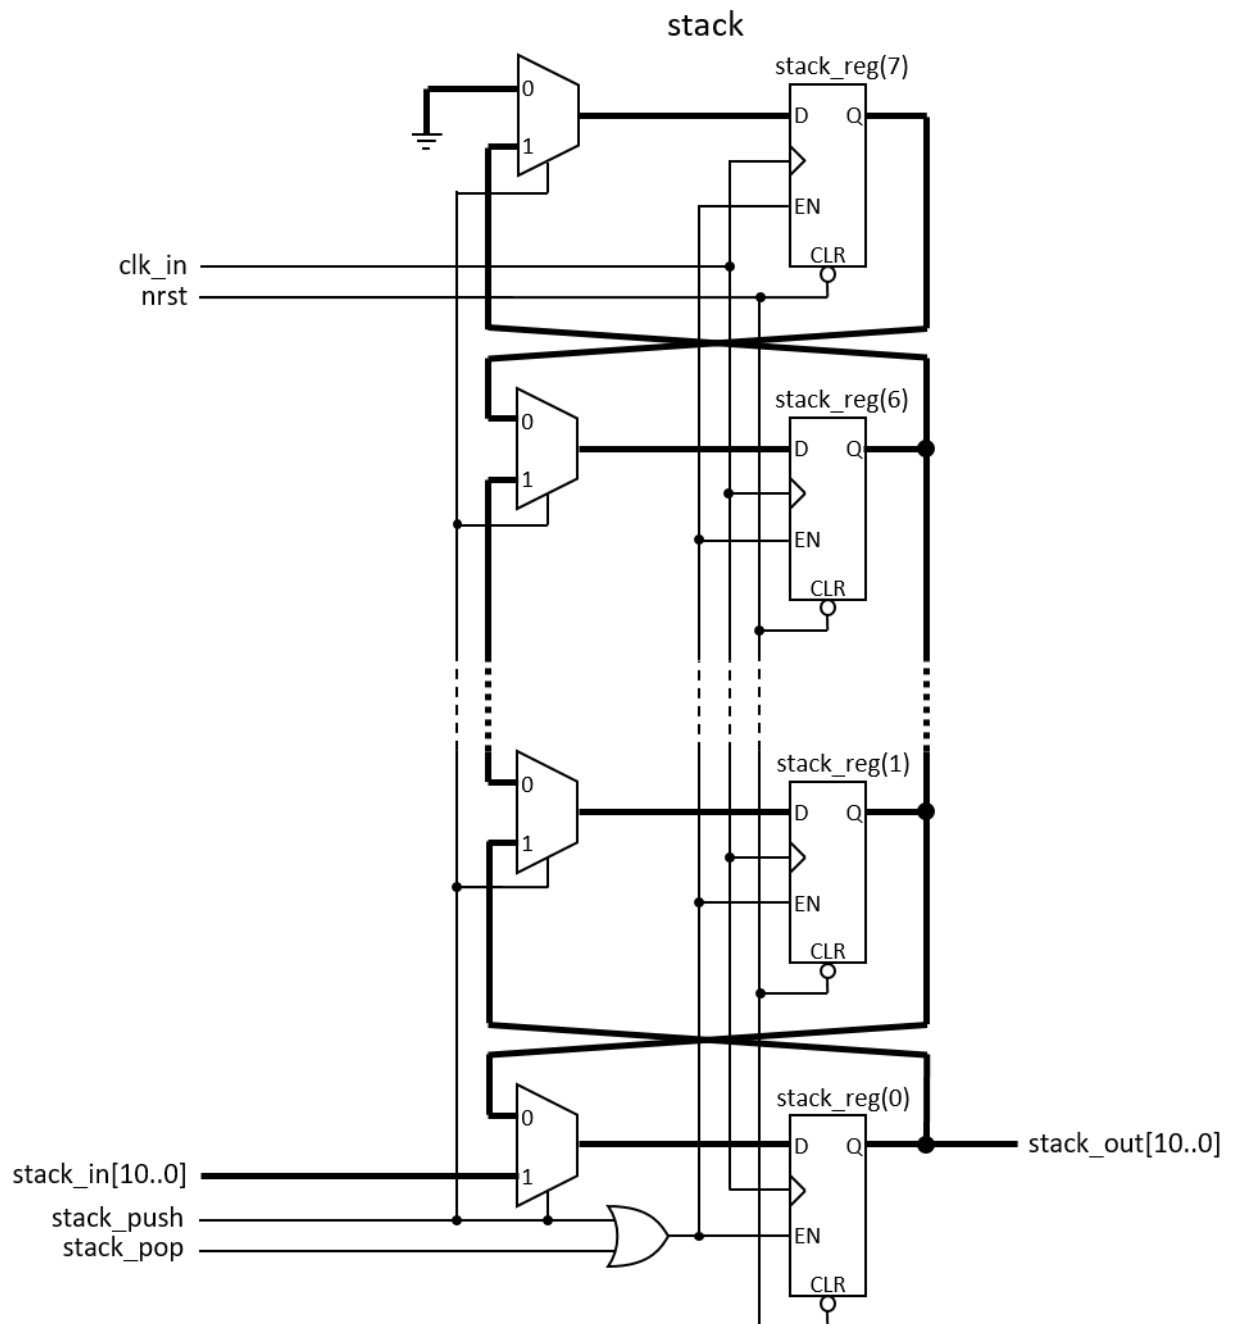 stack
stack_reg(7)
0
D Q
1
EN
CLR
clk_in
nrst
stack_reg(6)
0
D Q
1
EN
CLR
stack_reg(1)
0
D Q
1
EN
CLR
stack_reg(0)
0
D Q
stack_out[10..0]
stack_in[10..0]
1
stack_push
EN
stack_pop
CLR